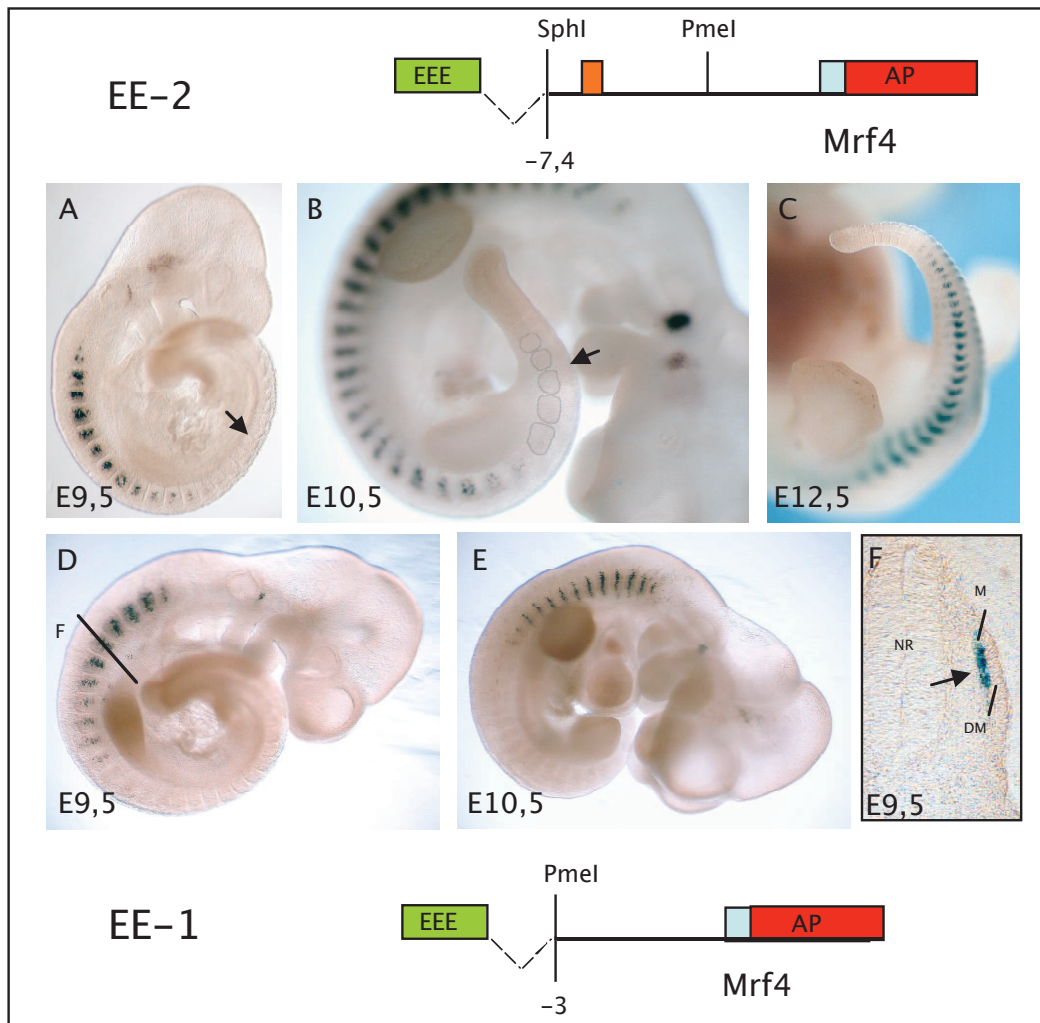 SphI PmeI
EEE AP
EE–2
Mrf4
–7,4
A
E9,5
B
E10,5
C
E12,5
D
F
E9,5
E
E10,5
F
M
NR
DM
E9,5
PmeI
EEE AP
EE–1
Mrf4
–3